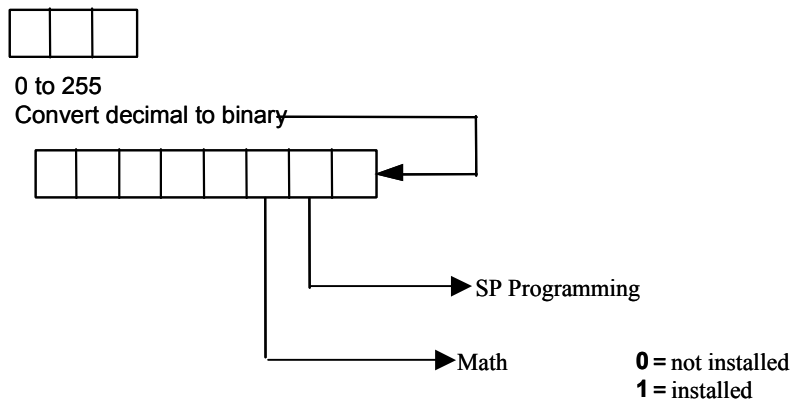 0 to 255
Convert decimal to binary
SP Programming
Math
0 = not installed
1 = installed